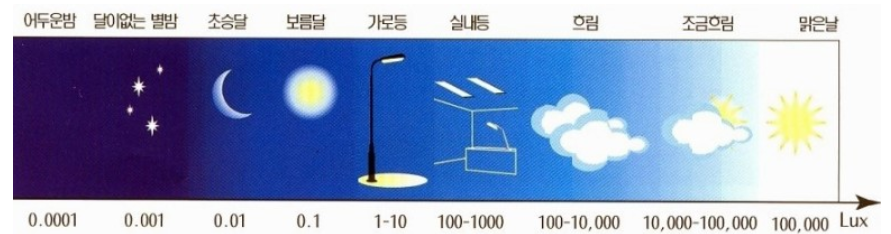 어두운밤 달이없는 별밤 초승달 보름달 가로등 실내등 흐림 조금흐림 맑은날
0.0001 0.001 0.01 0.1 1-10 100-1000 100-10,000 10,000-100,000 100,000 Lux